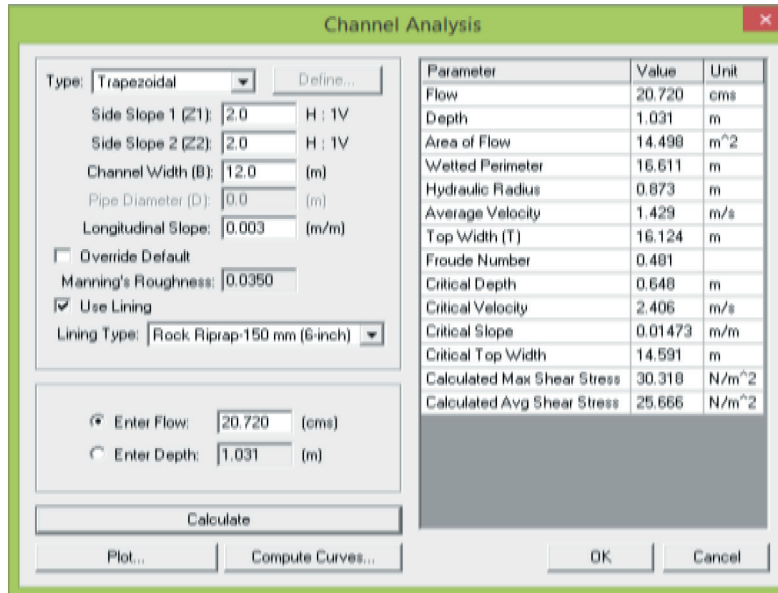 Channel Analysis
Type: Trapezoidal Define...
Side Slope 1 (Z1): 2.0 H : 1V
Side Slope 2 (Z2): 2.0 H : 1V
Channel Width (B): 12.0 (m)
Pipe Diameter (D): 0.0 (m)
Longitudinal Slope: 0.003 (m/m)
Override Default
Manning's Roughness: 0.0350
Use Lining
Lining Type: Rock Riprap-150 mm (6-inch)
Enter Flow: 20.720 (cms)
Enter Depth: 1.031 (m)
Calculate
Plot... Compute Curves...
Parameter Value Unit
Flow 20.720 cms
Depth 1.031 m
Area of Flow 14.498 m^2
Wetted Perimeter 16.611 m
Hydraulic Radius 0.873 m
Average Velocity 1.429 m/s
Top Width (T) 16.124 m
Froude Number 0.481
Critical Depth 0.648 m
Critical Velocity 2.406 m/s
Critical Slope 0.01473 m/m
Critical Top Width 14.591 m
Calculated Max Shear Stress 30.318 N/m^2
Calculated Avg Shear Stress 25.666 N/m^2
OK Cancel